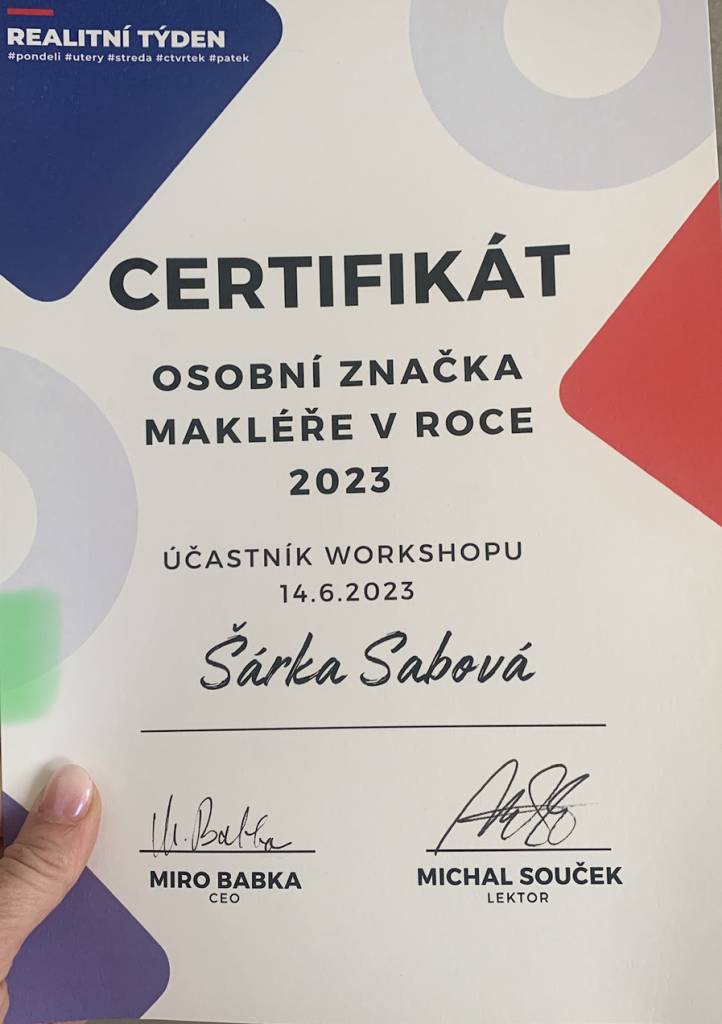 REALITNÍ TÝDEN
#pondeli #utery #streda #ctvrtek #patek
CERTIFIKÁT
OSOBNÍ ZNAČKA
MAKLÉŘE V ROCE
2023
ÚČASTNÍK WORKSHOPU
14.6.2023
Šárka Sabová
M. Babka
MIRO BABKA
CEO
MICHAL SOUČEK
LEKTOR